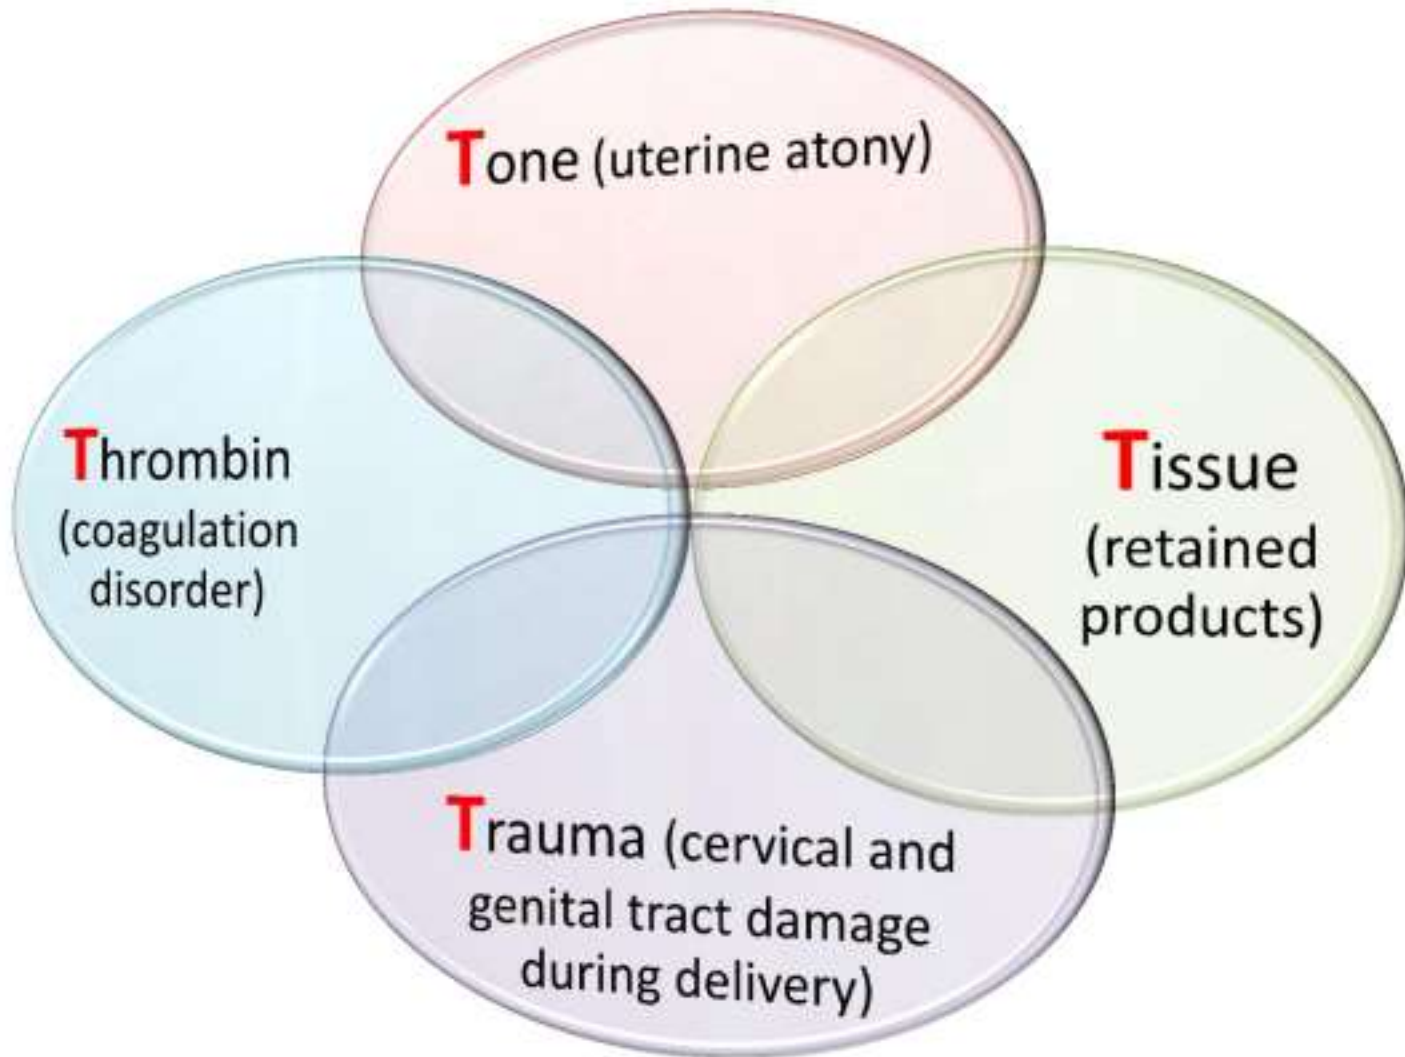 Tone (uterine atony)
Thrombin
(coagulation
disorder)
Tissue
(retained
products)
Trauma (cervical and
genital tract damage
during delivery)